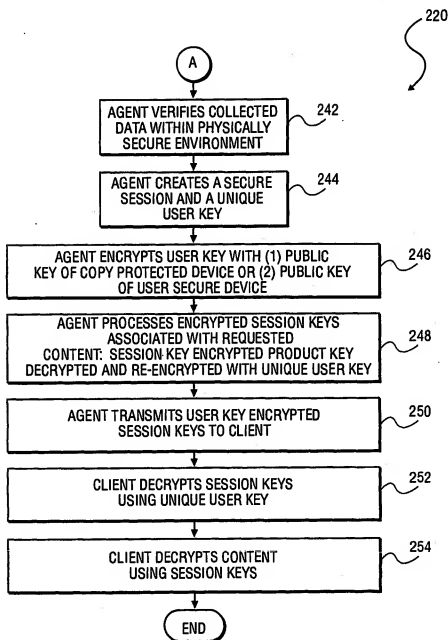 220
A
AGENT VERIFIES COLLECTED
DATA WITHIN PHYSICALLY
SECURE ENVIRONMENT
242
AGENT CREATES A SECURE
SESSION AND A UNIQUE
USER KEY
244
AGENT ENCRYPTS USER KEY WITH (1) PUBLIC
KEY OF COPY PROTECTED DEVICE OR (2) PUBLIC KEY
OF USER SECURE DEVICE
246
AGENT PROCESSES ENCRYPTED SESSION KEYS
ASSOCIATED WITH REQUESTED
CONTENT: SESSION KEY ENCRYPTED PRODUCT KEY
DECRYPTED AND RE-ENCRYPTED WITH UNIQUE USER KEY
248
AGENT TRANSMITS USER KEY ENCRYPTED
SESSION KEYS TO CLIENT
250
CLIENT DECRYPTS SESSION KEYS
USING UNIQUE USER KEY
252
CLIENT DECRYPTS CONTENT
USING SESSION KEYS
254
END